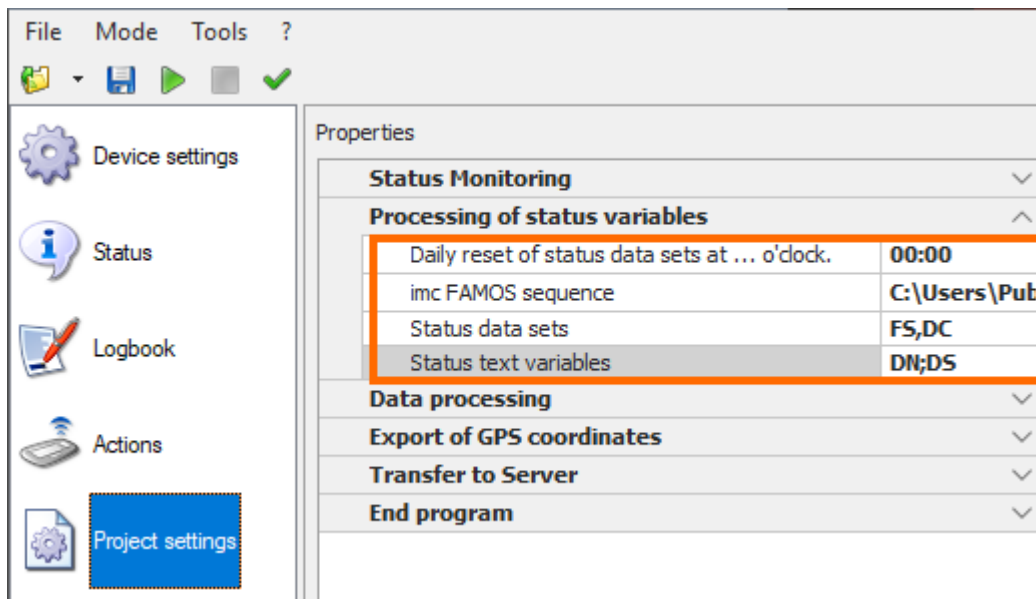 File Mode Tools ?
Properties
Device settings
Status
Logbook
Actions
Project settings
Status Monitoring
Processing of status variables
Daily reset of status data sets at ... o'clock. 00:00
imc FAMOS sequence C:\Users\Pub
Status data sets FS,DC
Status text variables DN;DS
Data processing
Export of GPS coordinates
Transfer to Server
End program